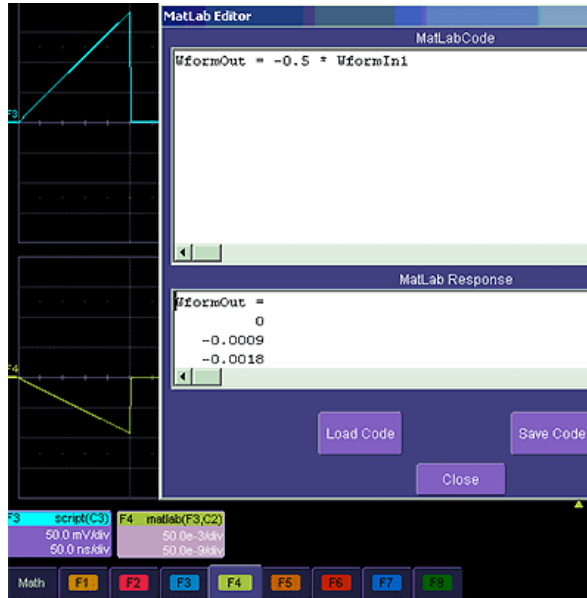 MatLab Editor
MatLabCode
WformOut = -0.5 * WformIn1
F3
MatLab Response
WformOut =
0
-0.0009
-0.0018
F4
Load Code
Save Code
Close
F3 script(C3)
50.0 mV/div
50.0 ns/div
F4 matlab(F3,C2)
50.0e-3/div
50.0e-9/div
Math F1 F2 F3 F4 F5 F6 F7 F8